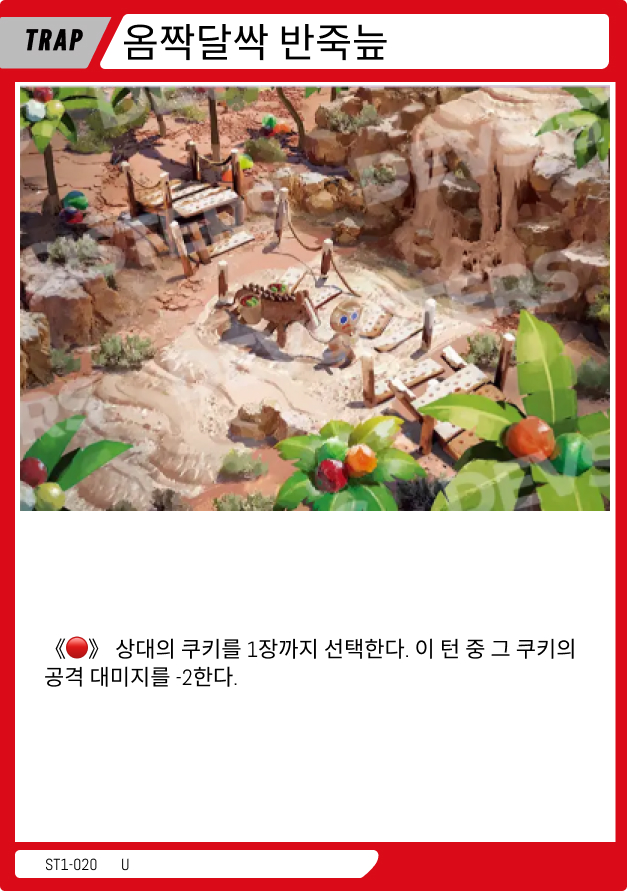 TRAP
옴짝달싹 반죽늪
DEVSISTERS
《🔴》 상대의 쿠키를 1장까지 선택한다. 이 턴 중 그 쿠키의
공격 대미지를 -2한다.
ST1-020 U